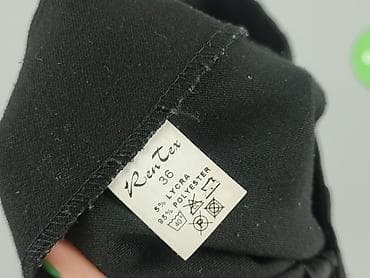 RenTex
36
5% LYCRA
95% POLYESTER